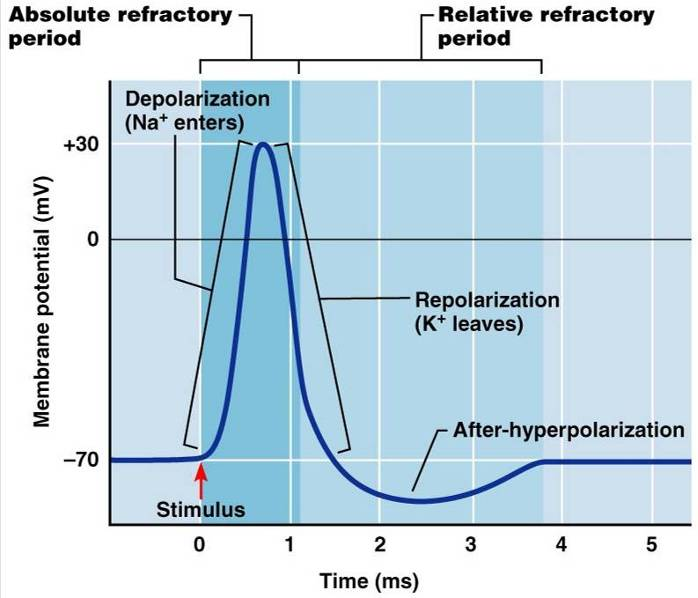 Absolute refractory
period
Relative refractory
period
Depolarization
(Na⁺ enters)
+30
0
–70
Membrane potential (mV)
Repolarization
(K⁺ leaves)
After-hyperpolarization
Stimulus
0 1 2 3 4 5
Time (ms)